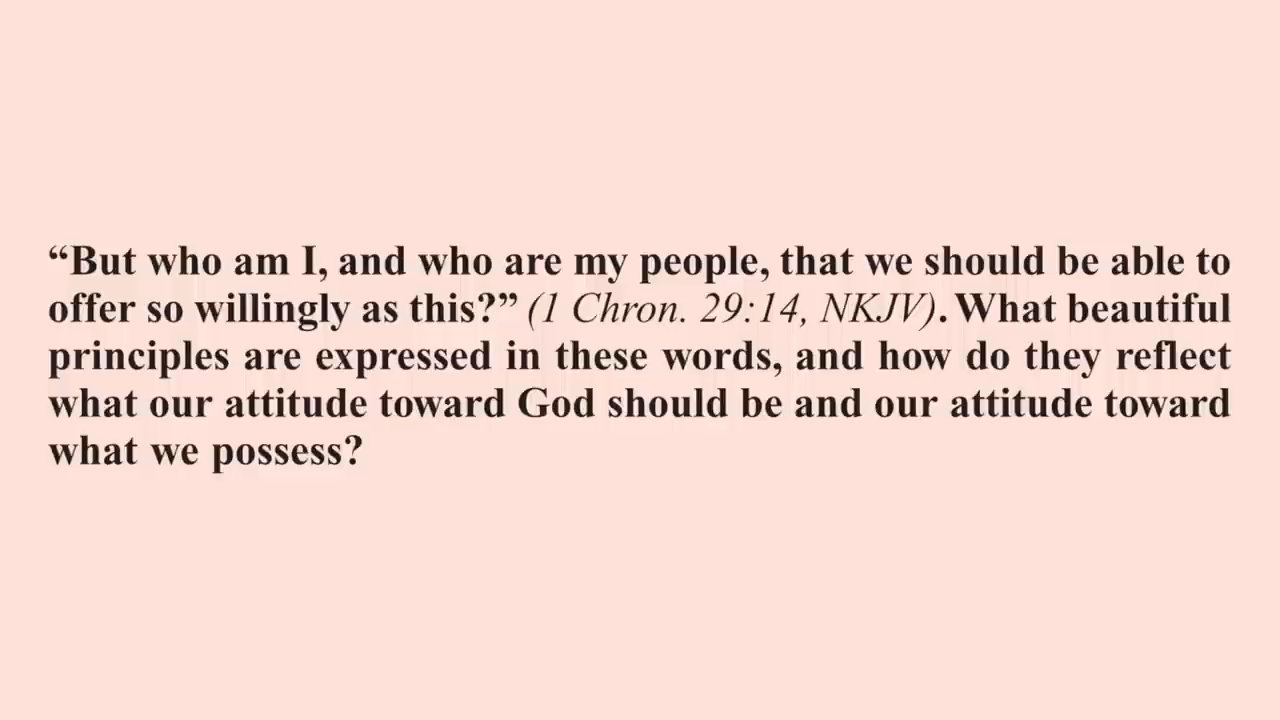 “But who am I, and who are my people, that we should be able to
offer so willingly as this?” (1 Chron. 29:14, NKJV). What beautiful
principles are expressed in these words, and how do they reflect
what our attitude toward God should be and our attitude toward
what we possess?